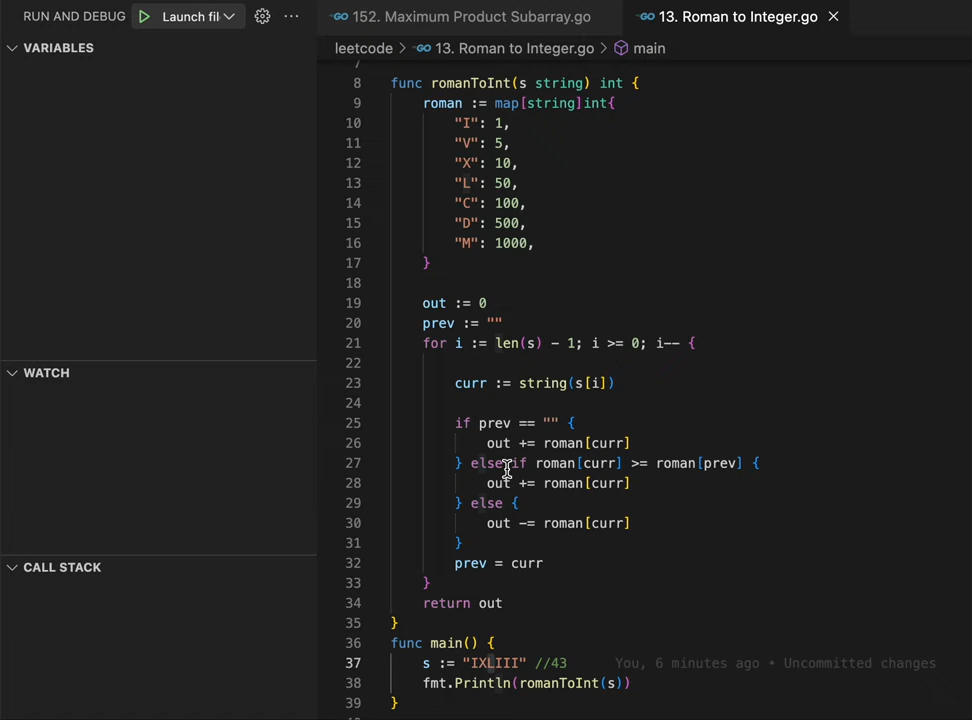 RUN AND DEBUG Launch fil ···
152. Maximum Product Subarray.go 13. Roman to Integer.go
VARIABLES
leetcode > 13. Roman to Integer.go > main
7
8 func romanToInt(s string) int {
9 roman := map[string]int{
10 "I": 1,
11 "V": 5,
12 "X": 10,
13 "L": 50,
14 "C": 100,
15 "D": 500,
16 "M": 1000,
17 }
18
19 out := 0
20 prev := ""
21 for i := len(s) - 1; i >= 0; i-- {
22
23 curr := string(s[i])
24
25 if prev == "" {
26 out += roman[curr]
27 } else if roman[curr] >= roman[prev] {
28 out += roman[curr]
29 } else {
30 out -= roman[curr]
31 }
32 prev = curr
33 }
34 return out
35 }
36 func main() {
37 s := "IXLIII" //43 You, 6 minutes ago • Uncommitted changes
38 fmt.Println(romanToInt(s))
39 }
WATCH
CALL STACK